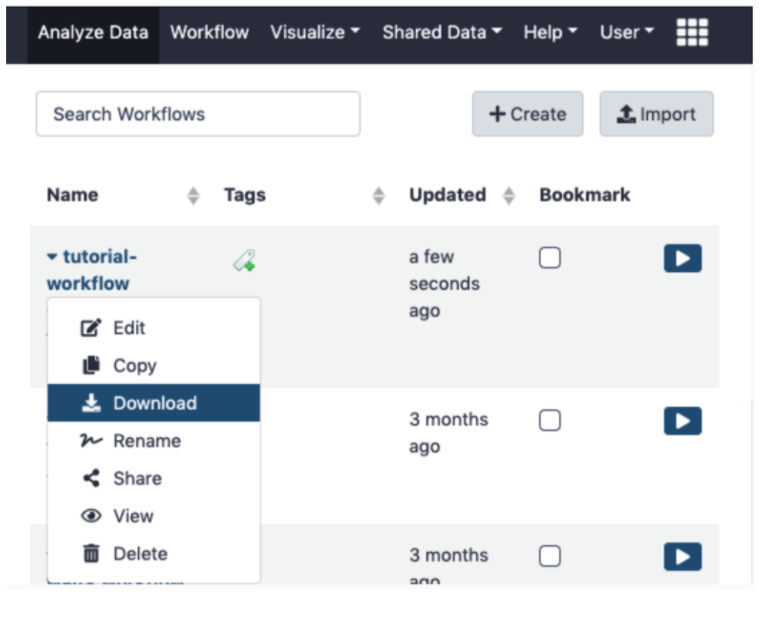 Analyze Data Workflow Visualize Shared Data Help User
Search Workflows
Create
Import
Name Tags Updated Bookmark
tutorial-
workflow
a few
seconds
ago
Edit
Copy
Download
Rename
Share
View
Delete
3 months
ago
3 months
ago